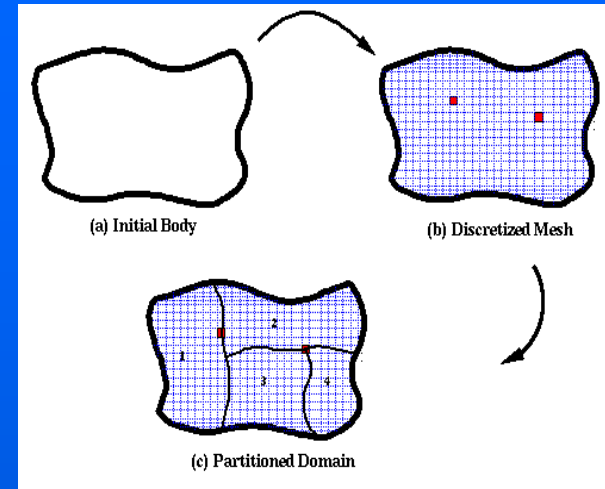 (a) Initial Body
(b) Discretized Mesh
1
2
3
4
(c) Partitioned Domain